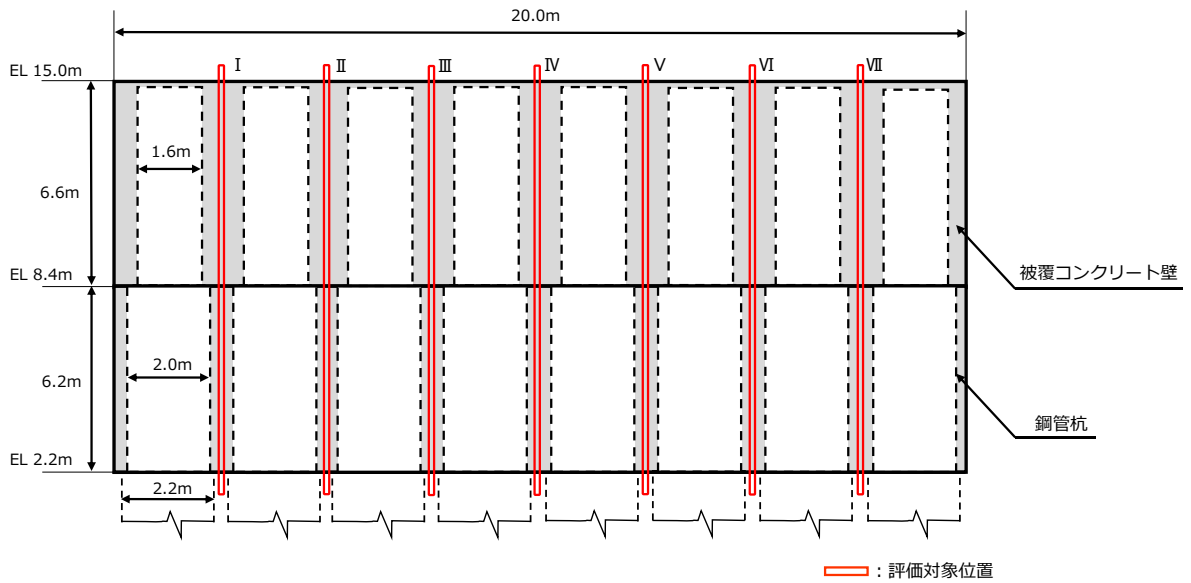 20.0m
EL 15.0m
Ⅰ
Ⅱ
Ⅲ
Ⅳ
Ⅴ
Ⅵ
Ⅶ
1.6m
6.6m
EL 8.4m
被覆コンクリート壁
2.0m
6.2m
鋼管杭
EL 2.2m
2.2m
：評価対象位置